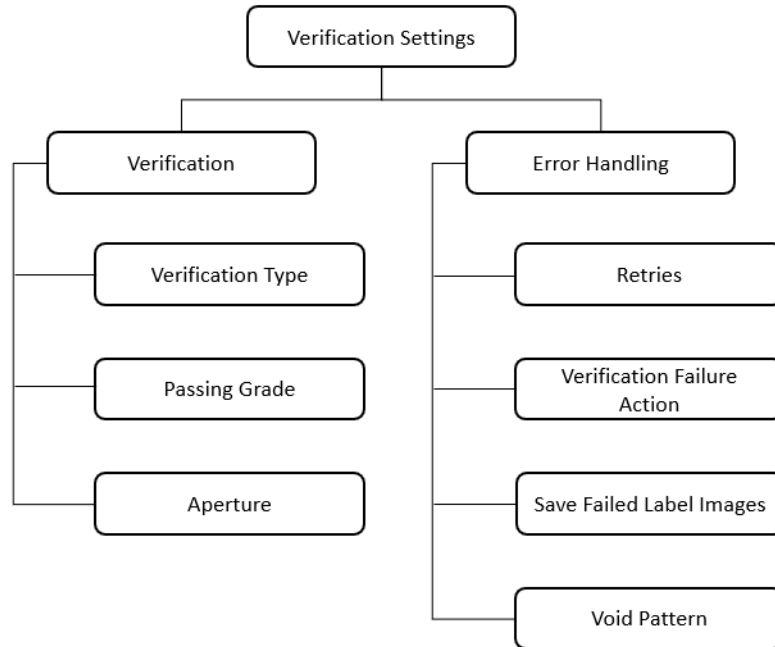 Verification Settings
Verification
Error Handling
Verification Type
Retries
Passing Grade
Verification Failure
Action
Aperture
Save Failed Label Images
Void Pattern